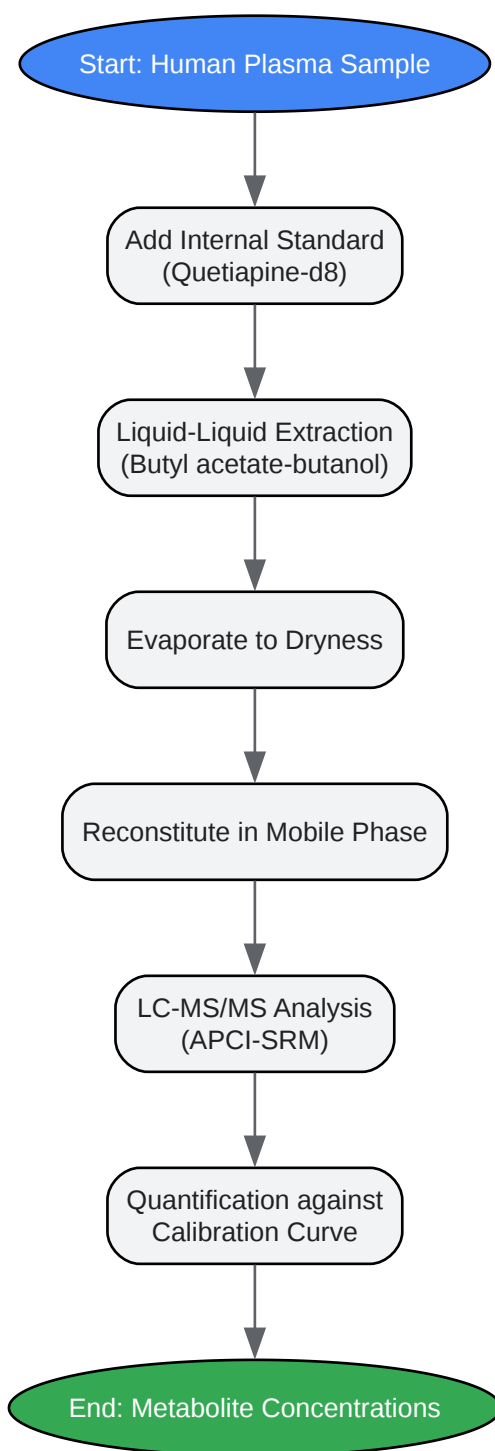 Start: Human Plasma Sample
Add Internal Standard
(Quetiapine-d8)
Liquid-Liquid Extraction
(Butyl acetate-butanol)
Evaporate to Dryness
Reconstitute in Mobile Phase
LC-MS/MS Analysis
(APCI-SRM)
Quantification against
Calibration Curve
End: Metabolite Concentrations